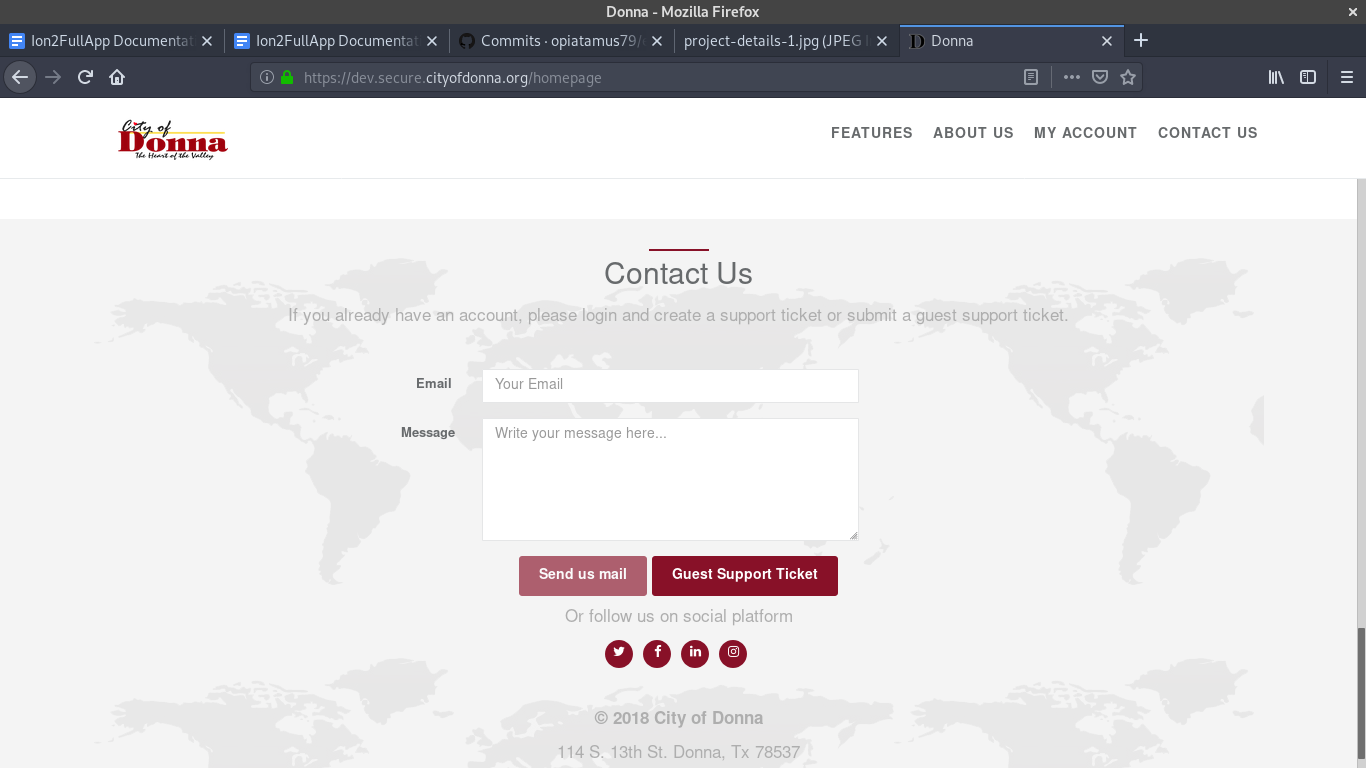 Donna - Mozilla Firefox
Ion2FullApp Documentat
Ion2FullApp Documentat
Commits · opiatamus79/
project-details-1.jpg (JPEG
Donna
https://dev.secure.cityofdonna.org/homepage
City of
Donna
The Heart of the Valley
FEATURES ABOUT US MY ACCOUNT CONTACT US
Contact Us
If you already have an account, please login and create a support ticket or submit a guest support ticket.
Email Your Email
Message Write your message here...
Send us mail Guest Support Ticket
Or follow us on social platform
© 2018 City of Donna
114 S. 13th St. Donna, Tx 78537